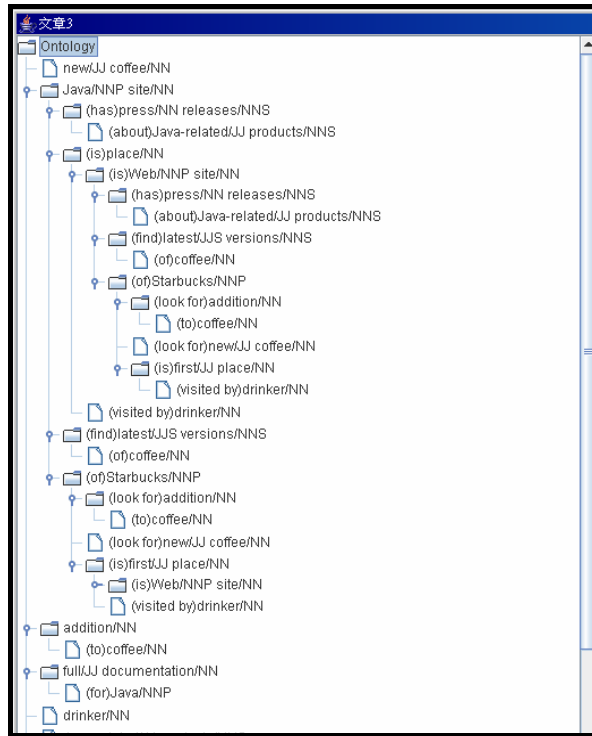 文章3
Ontology
new/JJ coffee/NN
Java/NNP site/NN
(has)press/NN releases/NNS
(about)Java-related/JJ products/NNS
(is)place/NN
(is)Web/NNP site/NN
(has)press/NN releases/NNS
(about)Java-related/JJ products/NNS
(find)latest/JJS versions/NNS
(of)coffee/NN
(of)Starbucks/NNP
(look for)addition/NN
(to)coffee/NN
(look for)new/JJ coffee/NN
(is)first/JJ place/NN
(visited by)drinker/NN
(visited by)drinker/NN
(find)latest/JJS versions/NNS
(of)coffee/NN
(of)Starbucks/NNP
(look for)addition/NN
(to)coffee/NN
(look for)new/JJ coffee/NN
(is)first/JJ place/NN
(is)Web/NNP site/NN
(visited by)drinker/NN
addition/NN
(to)coffee/NN
full/JJ documentation/NN
(for)Java/NNP
drinker/NN